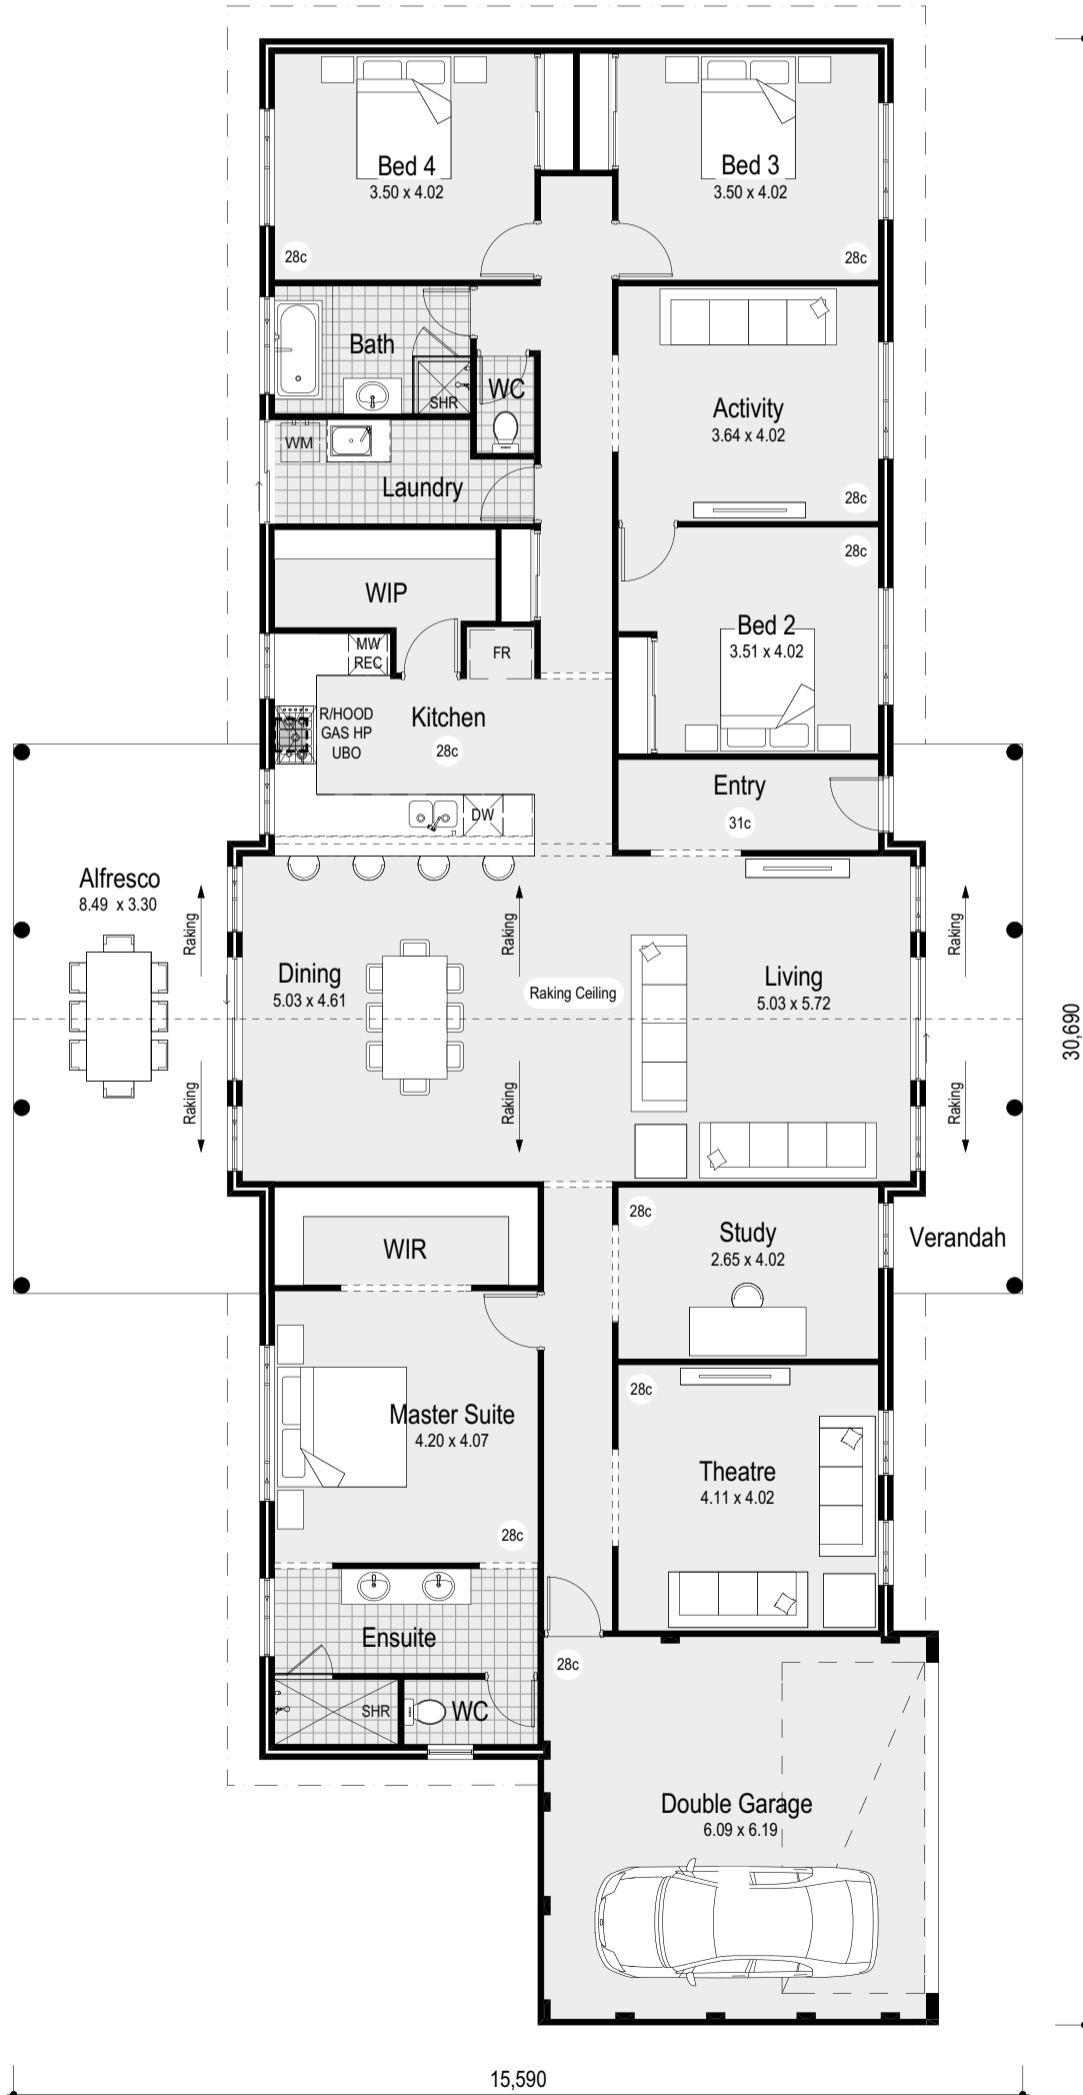 Bed 4
3.50 x 4.02
28c
Bed 3
3.50 x 4.02
28c
Bath
SHR
WC
WM
Laundry
Activity
3.64 x 4.02
28c
28c
WIP
MW
REC
FR
R/HOOD
GAS HP
UBO
Kitchen
28c
DW
Bed 2
3.51 x 4.02
Entry
31c
Alfresco
8.49 x 3.30
Raking
Raking
Raking
Dining
5.03 x 4.61
Raking Ceiling
Living
5.03 x 5.72
Raking
Raking
Raking
30,690
WIR
28c
Study
2.65 x 4.02
Verandah
28c
Master Suite
4.20 x 4.07
28c
Theatre
4.11 x 4.02
Ensuite
SHR
WC
28c
Double Garage
6.09 x 6.19
15,590